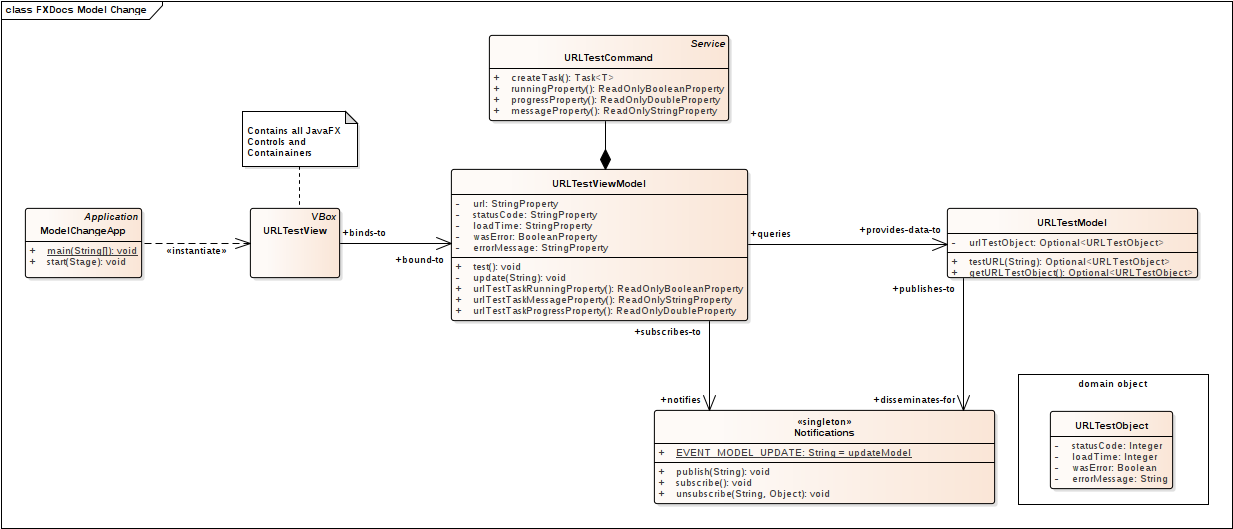 class FXDocs Model Change
Service
URLTestCommand
+ createTask(): Task<T>
+ runningProperty(): ReadOnlyBooleanProperty
+ progressProperty(): ReadOnlyDoubleProperty
+ messageProperty(): ReadOnlyStringProperty
Contains all JavaFX
Controls and
Containainers
Application
ModelChangeApp
+ main(String[]): void
+ start(Stage): void
«instantiate»
VBox
URLTestView
+binds-to
+bound-to
URLTestViewModel
- url: StringProperty
- statusCode: StringProperty
- loadTime: StringProperty
- wasError: BooleanProperty
- errorMessage: StringProperty
+ test(): void
- update(String): void
+ urlTestTaskRunningProperty(): ReadOnlyBooleanProperty
+ urlTestTaskMessageProperty(): ReadOnlyStringProperty
+ urlTestTaskProgressProperty(): ReadOnlyDoubleProperty
+queries
+provides-data-to
URLTestModel
- urlTestObject: Optional<URLTestObject>
+ testURL(String): Optional<URLTestObject>
+ getURLTestObject(): Optional<URLTestObject>
+publishes-to
+subscribes-to
+notifies
+disseminates-for
«singleton»
Notifications
+ EVENT_MODEL_UPDATE: String = updateModel
+ publish(String): void
+ subscribe(): void
+ unsubscribe(String, Object): void
domain object
URLTestObject
- statusCode: Integer
- loadTime: Integer
- wasError: Boolean
- errorMessage: String